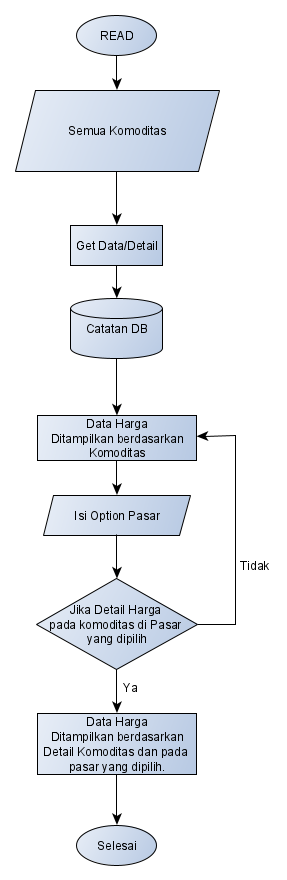 READ
Semua Komoditas
Get Data/Detail
Catatan DB
Data Harga
Ditampilkan berdasarkan
Komoditas
Isi Option Pasar
Jika Detail Harga
pada komoditas di Pasar
yang dipilih
Tidak
Ya
Data Harga
Ditampilkan berdasarkan
Detail Komoditas dan pada
pasar yang dipilih.
Selesai